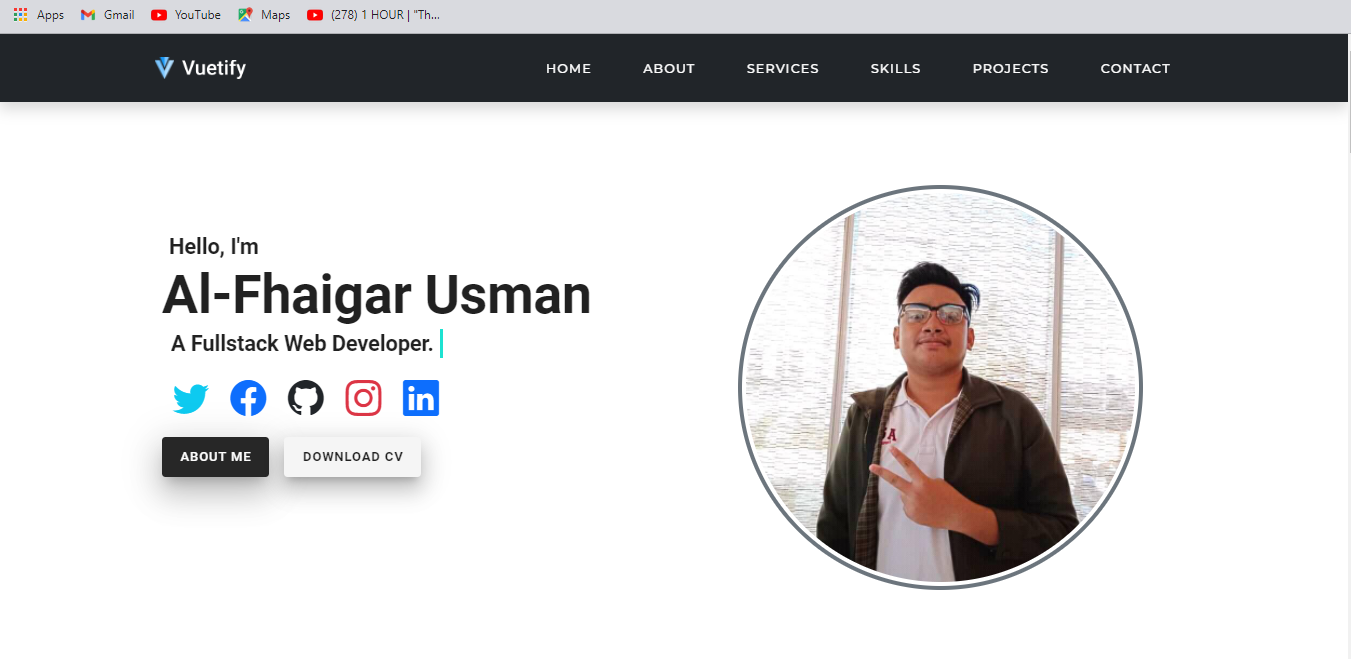 Apps Gmail YouTube Maps (278) 1 HOUR | "Th...
Vuetify HOME ABOUT SERVICES SKILLS PROJECTS CONTACT
Hello, I'm
Al-Fhaigar Usman
A Fullstack Web Developer.
ABOUT ME DOWNLOAD CV